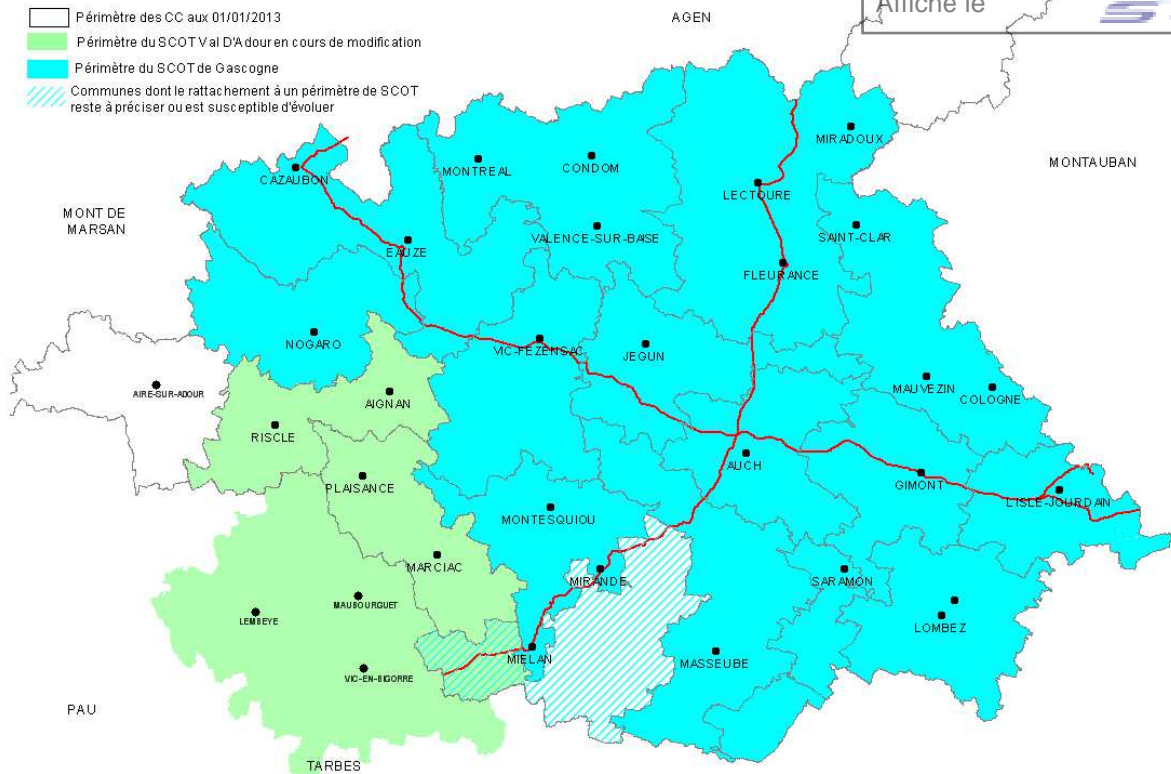 Affiché le
Périmètre des CC aux 01/01/2013
Périmètre du SCOT Val D'Adour en cours de modification
Périmètre du SCOT de Gascogne
Communes dont le rattachement à un périmètre de SCOT
reste à préciser ou est susceptible d'évoluer
AGEN
MIRADOUX
MONTAUBAN
CAZAUBON
MONTREAL
CONDOM
LECTOURE
MONT DE
MARSAN
EAUZE
VALENCE-SUR-BAISE
SAINT-CLAR
FLEURANCE
NOGARO
VIC-FEZENSAC
JEGUN
AIRE-SUR-ADOUR
AIGNAN
MAUVEZIN
COLOGNE
RISCLE
PLAISANCE
AUCH
GIMONT
L'ISLE-JOURDAN
MONTESQUIOU
MARCIAC
MIRANDE
SARAMON
LEMBEYE
MAUBOURGUET
LOMBEZ
MIELAN
MASSEUBE
VIC-EN-BIGORRE
PAU
TARBES